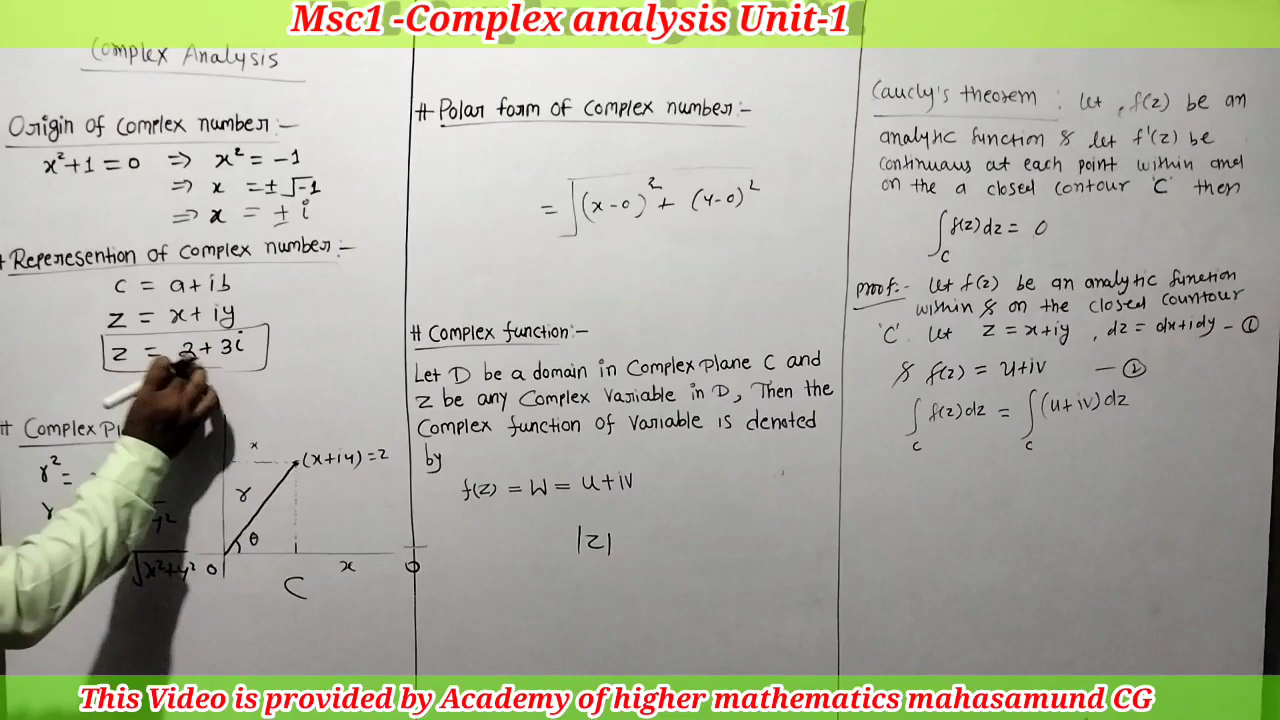 Msc1 -Complex analysis Unit-1
Complex Analysis
Origin of complex number:-
x²+1=0 ⇒ x² = -1
⇒ x = ±√-1
⇒ x = ± i
Reperesention of complex number:-
c = a+ib
z = x+iy
z = 2+3i
# Complex Pl
r² =
r
y²
√x²+y²
x
(x+iy)=z
r
θ
0
x
0
C
# Polar form of complex number:-
= √(x-0)² + (y-0)²
# Complex function:-
Let D be a domain in Complex plane C and
z be any Complex Variable in D, Then the
Complex function of Variable is denoted
by
f(z) = W = u+iv
|z|
Caucly's theorem : let, f(z) be an
analytic function & let f'(z) be
continuous at each point within and
on the a closed contour 'C' then
∫c f(z)dz = 0
Proof:- let f(z) be an analytic function
within & on the closed countour
'C'. let z = x+iy, dz = dx+idy - ①
& f(z) = u+iv - ②
∫c f(z)dz = ∫c (u+iv)dz
This Video is provided by Academy of higher mathematics mahasamund CG